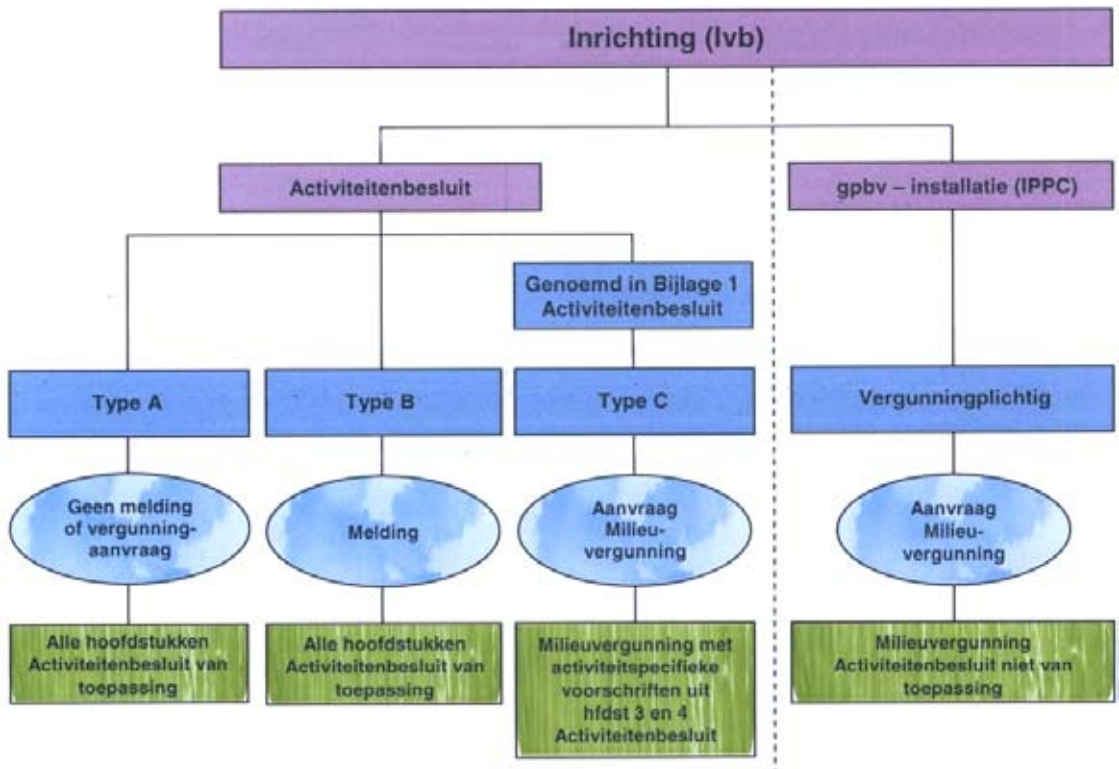 Inrichting (Ivb)
Activiteitenbesluit
gpbv – installatie (IPPC)
Genoemd in Bijlage 1
Activiteitenbesluit
Type A
Type B
Type C
Vergunningplichtig
Geen melding
of vergunning-
aanvraag
Melding
Aanvraag
Milieu-
vergunning
Aanvraag
Milieu-
vergunning
Alle hoofdstukken
Activiteitenbesluit van
toepassing
Alle hoofdstukken
Activiteitenbesluit van
toepassing
Milieuvergunning met
activiteitspecifieke
voorschriften uit
hfdst 3 en 4
Activiteitenbesluit
Milieuvergunning
Activiteitenbesluit niet van
toepassing